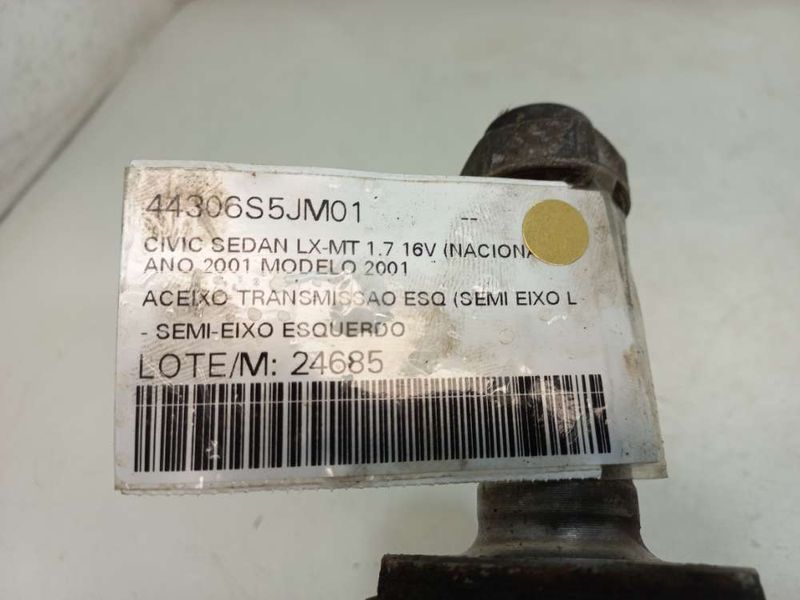 44306S5JM01 --
CIVIC SEDAN LX-MT 1.7 16V (NACIONA
ANO 2001 MODELO 2001
ACEIXO TRANSMISSAO ESQ (SEMI EIXO L -
- SEMI-EIXO ESQUERDO
LOTE/M: 24685